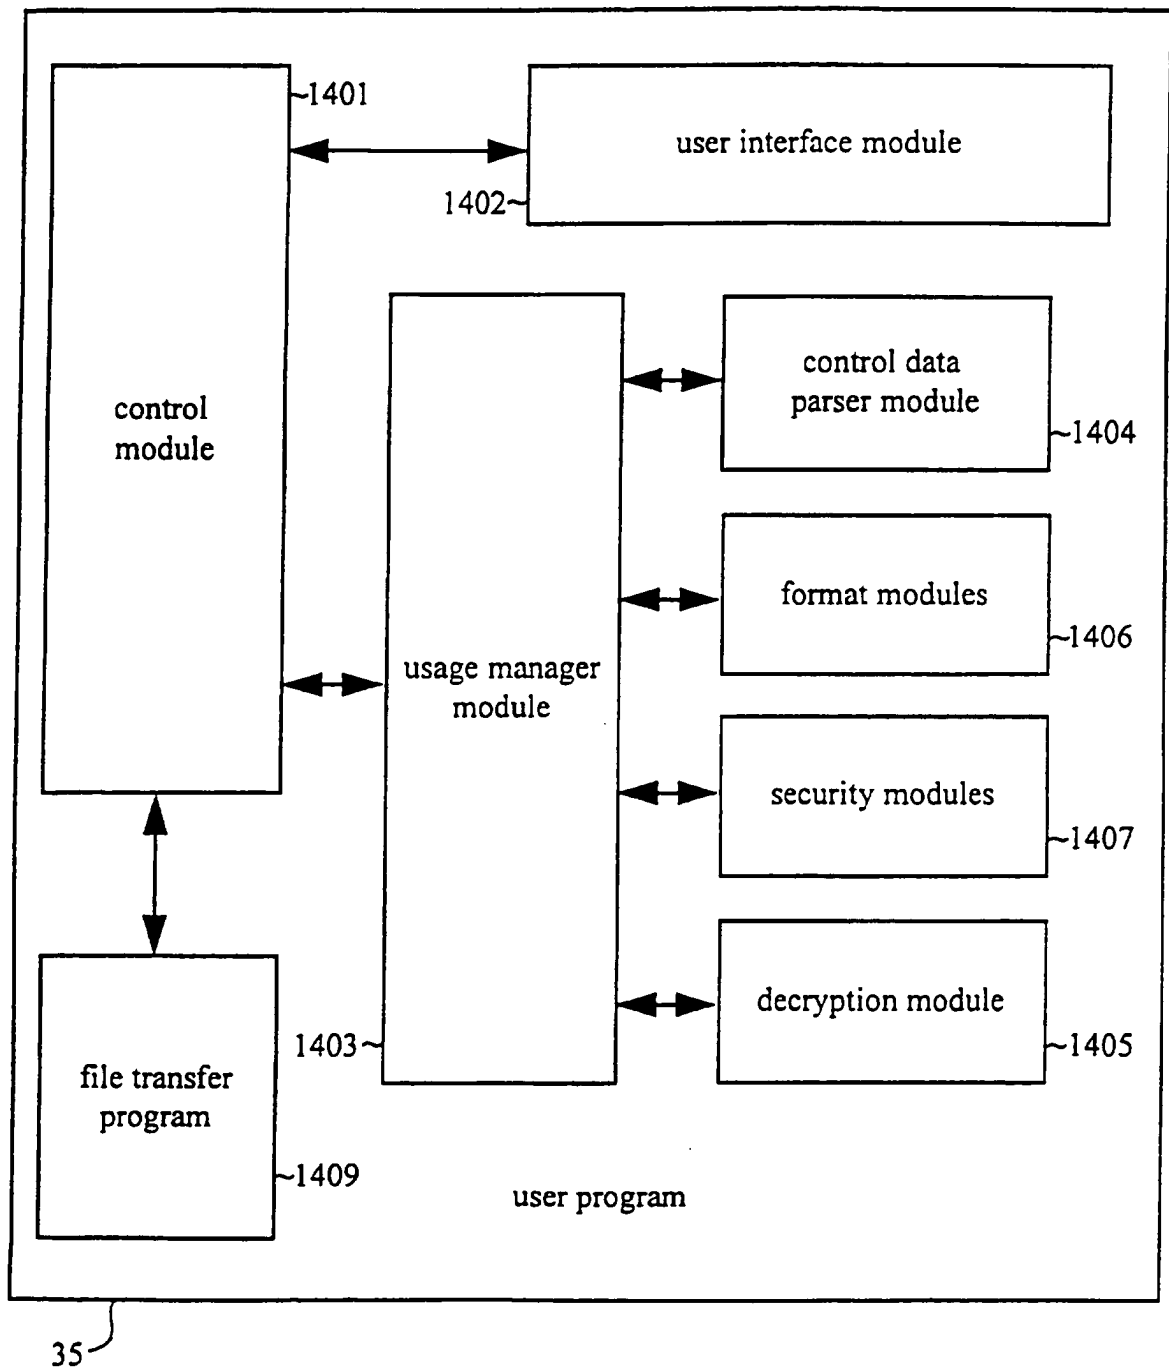 1401
user interface module
1402
control data
parser module
1404
control
module
format modules
1406
usage manager
module
security modules
1407
decryption module
1403
1405
file transfer
program
1409
user program
35